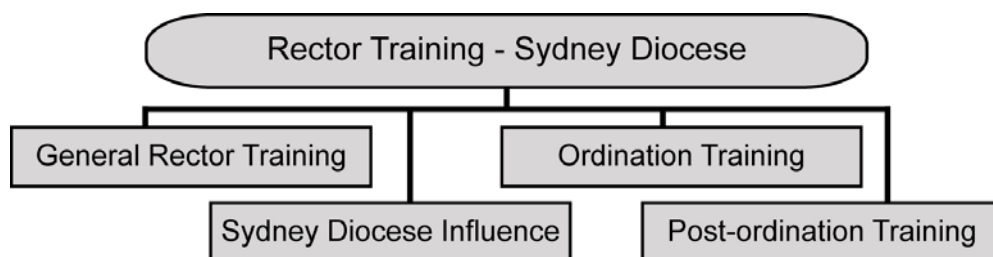 Rector Training - Sydney Diocese
General Rector Training
Ordination Training
Sydney Diocese Influence
Post-ordination Training